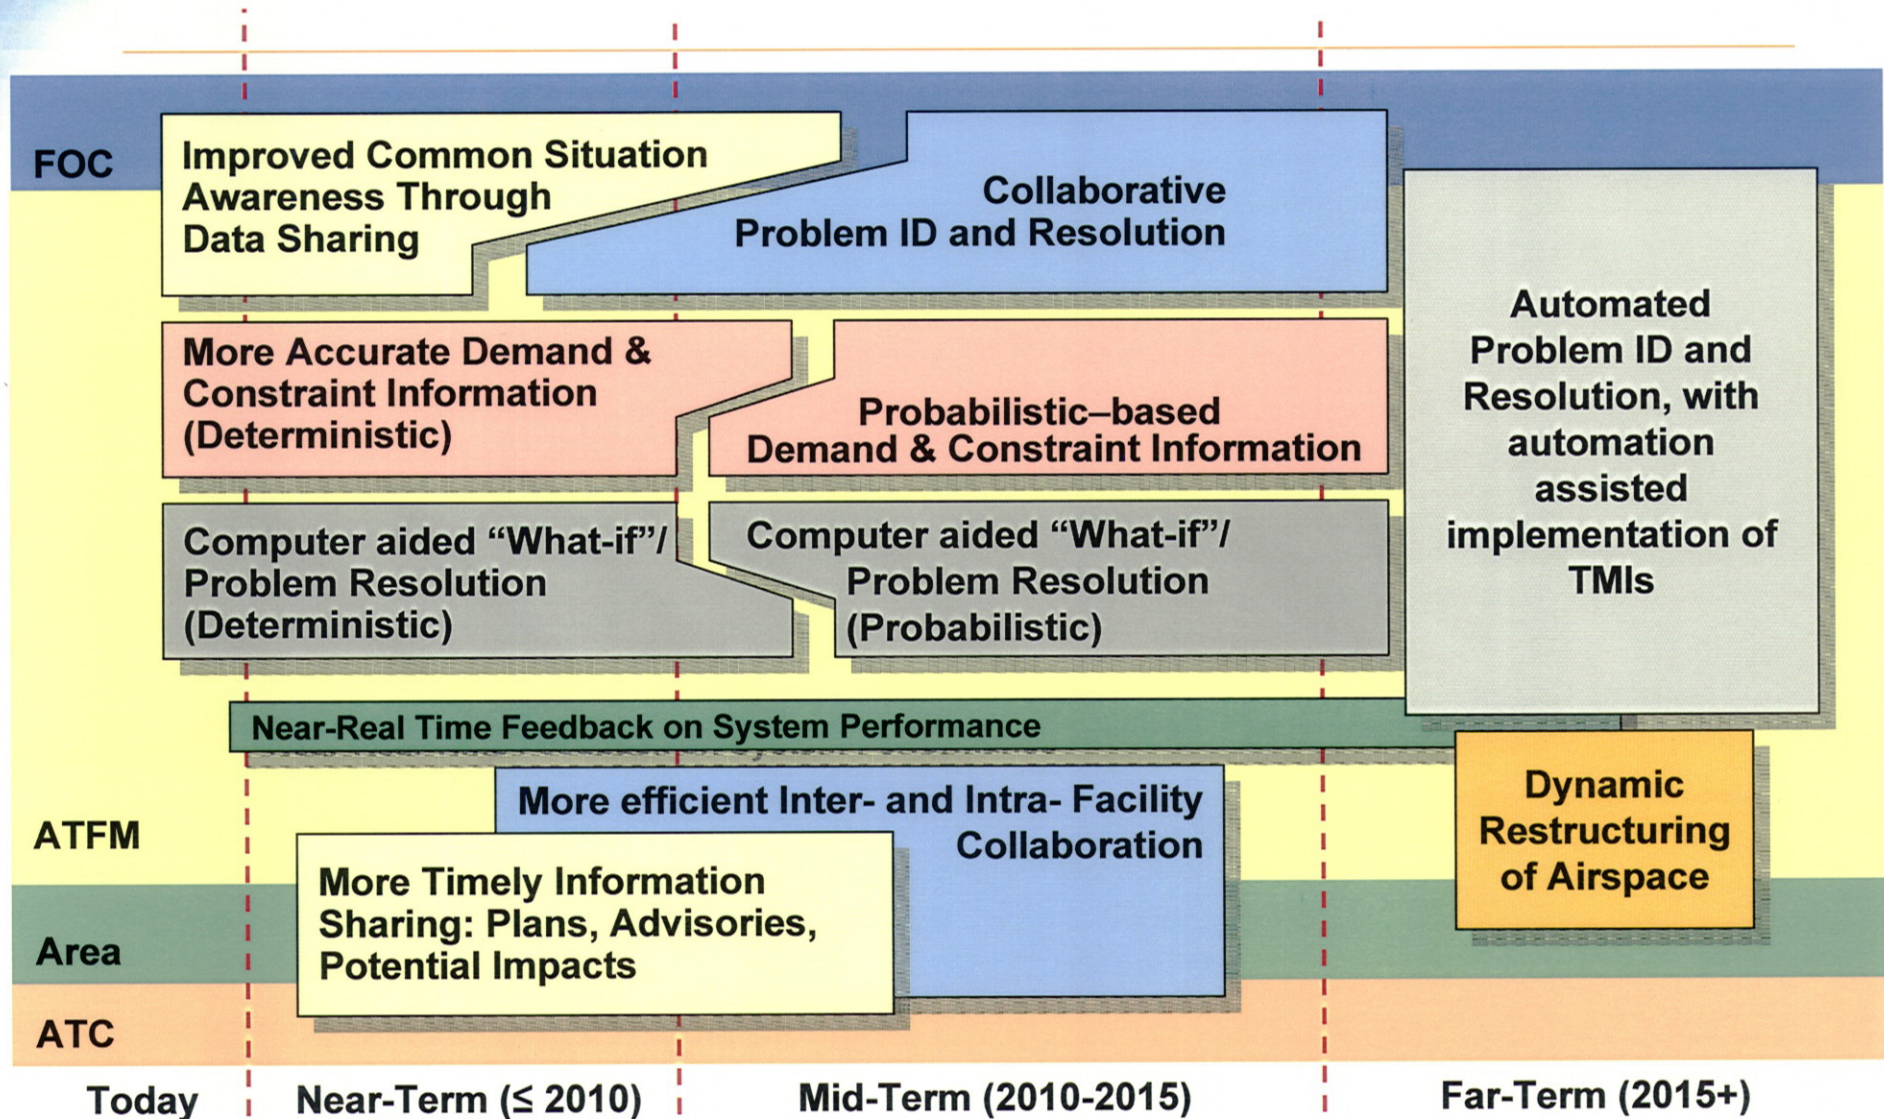 FOC
Improved Common Situation
Awareness Through
Data Sharing
Collaborative
Problem ID and Resolution
More Accurate Demand &
Constraint Information
(Deterministic)
Probabilistic–based
Demand & Constraint Information
Computer aided “What-if”/
Problem Resolution
(Deterministic)
Computer aided “What-if”/
Problem Resolution
(Probabilistic)
Automated
Problem ID and
Resolution, with
automation
assisted
implementation of
TMIs
Near-Real Time Feedback on System Performance
ATFM
More efficient Inter- and Intra- Facility
Collaboration
More Timely Information
Sharing: Plans, Advisories,
Potential Impacts
Dynamic
Restructuring
of Airspace
Area
ATC
Today
Near-Term (≤ 2010)
Mid-Term (2010-2015)
Far-Term (2015+)